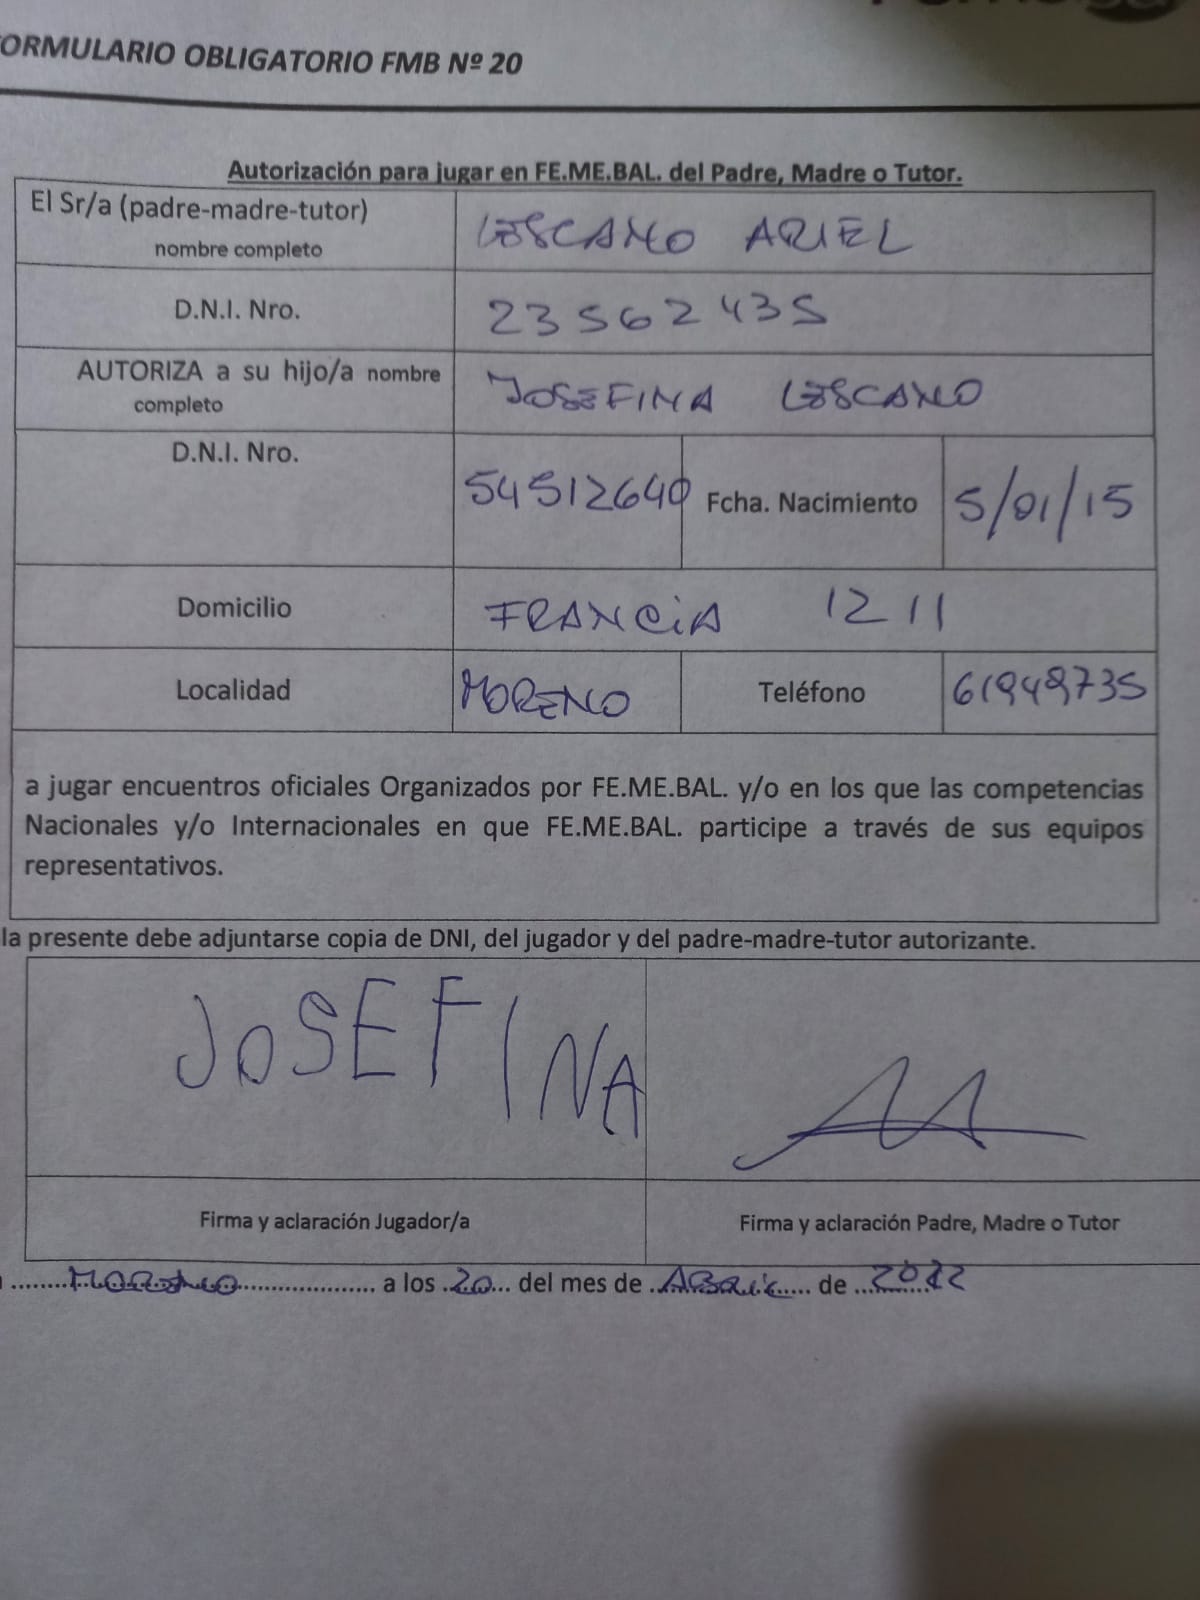 FORMULARIO OBLIGATORIO FMB Nº 20
Autorización para jugar en FE.ME.BAL. del Padre, Madre o Tutor.
El Sr/a (padre-madre-tutor) nombre completo LESCANO ARIEL
D.N.I. Nro. 23562435
AUTORIZA a su hijo/a nombre completo JOSEFINA LESCANO
D.N.I. Nro. 54512640 Fcha. Nacimiento 5/01/15
Domicilio FRANCiA 1211
Localidad MORENO Teléfono 61949735
a jugar encuentros oficiales Organizados por FE.ME.BAL. y/o en los que las competencias
Nacionales y/o Internacionales en que FE.ME.BAL. participe a través de sus equipos
representativos.
la presente debe adjuntarse copia de DNI, del jugador y del padre-madre-tutor autorizante.
JOSEFINA
Firma y aclaración Jugador/a Firma y aclaración Padre, Madre o Tutor
MORENO a los 20 del mes de ABRiL de 2022